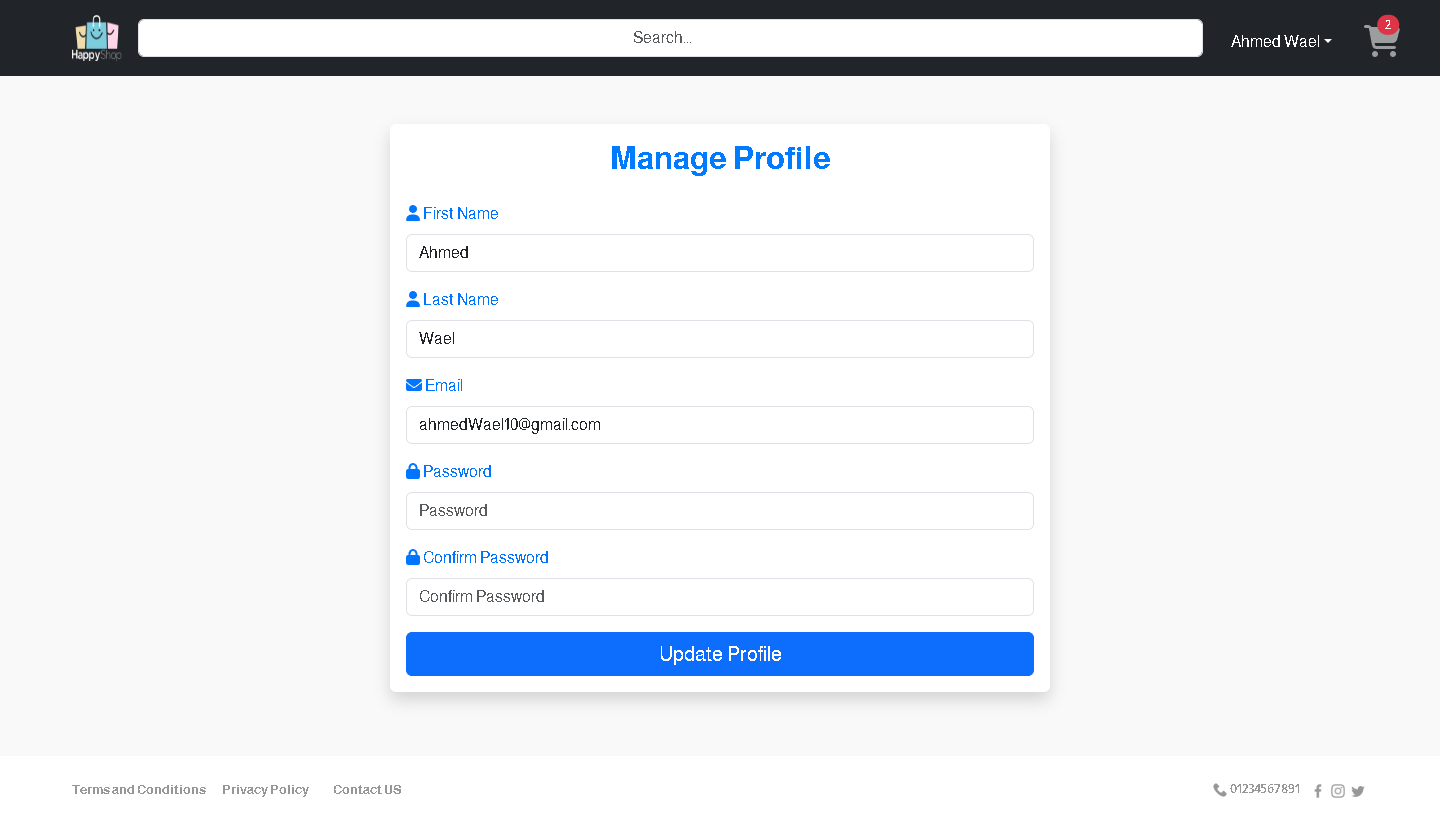 HappyShop
Search...
Ahmed Wael
2
Manage Profile
First Name
Ahmed
Last Name
Wael
Email
ahmedWael10@gmail.com
Password
Password
Confirm Password
Confirm Password
Update Profile
Terms and Conditions Privacy Policy Contact US
01234567891